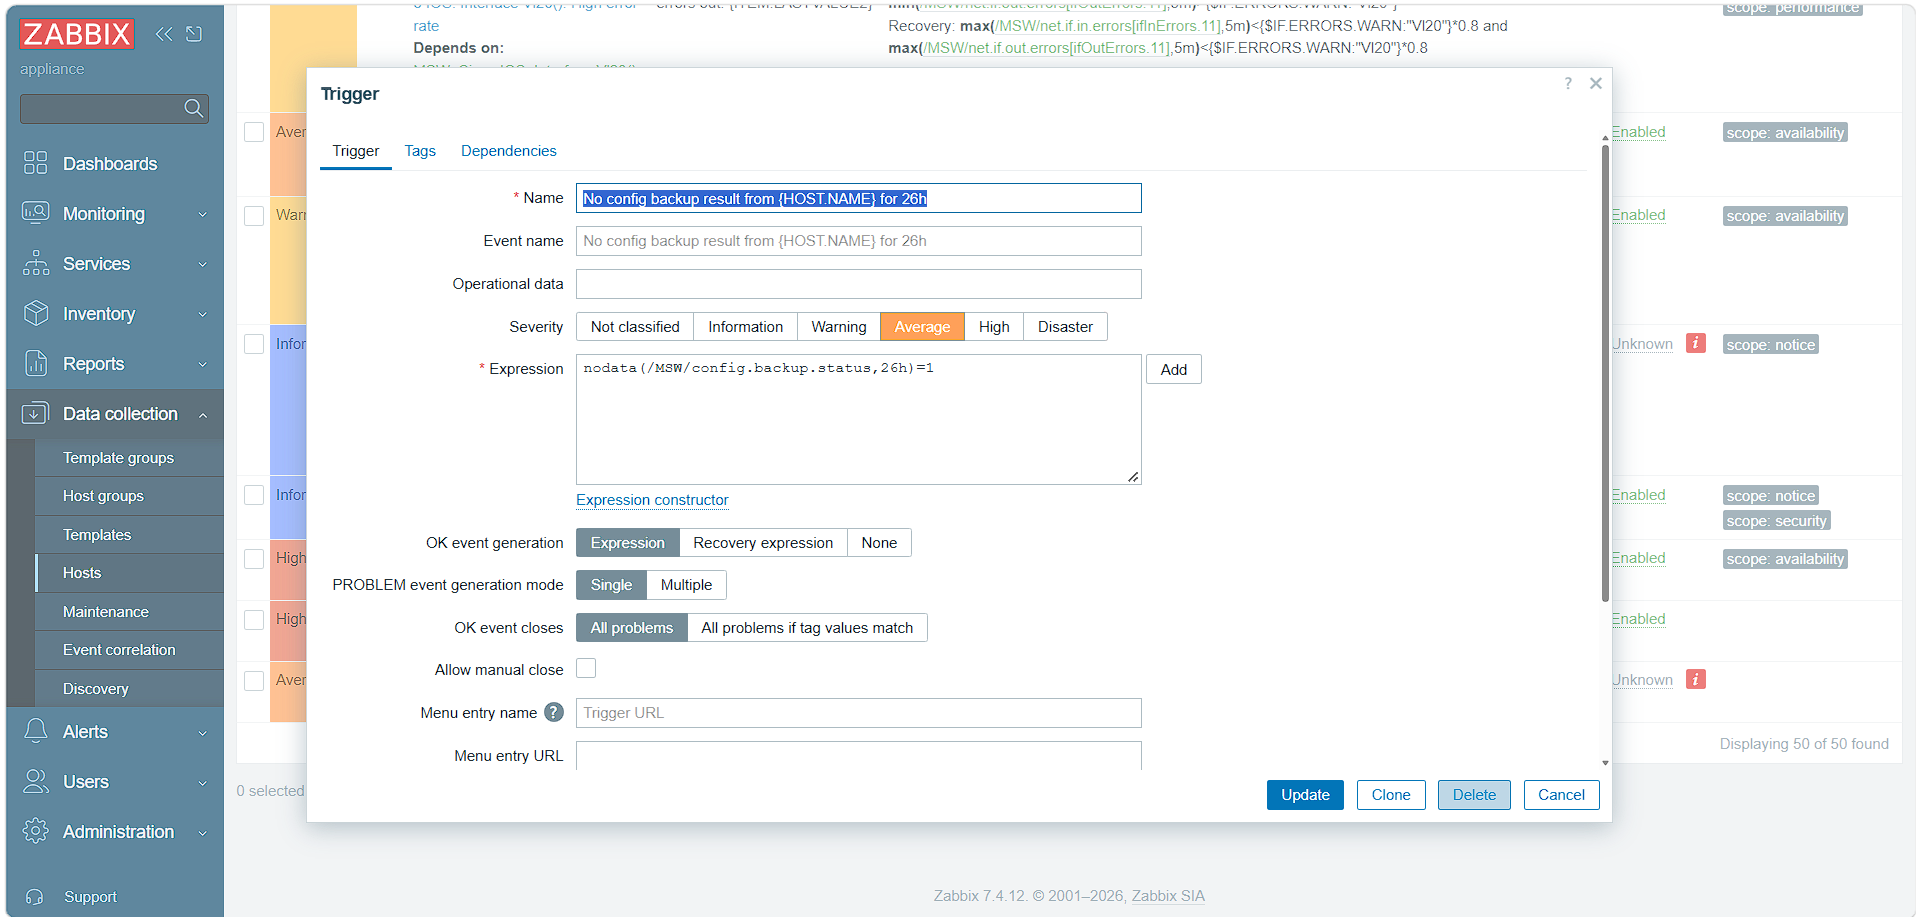 ZABBIX
appliance
Dashboards
Monitoring
Services
Inventory
Reports
Data collection
Template groups
Host groups
Templates
Hosts
Maintenance
Event correlation
Discovery
Alerts
Users
Administration
Support
rate
Depends on:
Recovery: max(/MSW/net.if.in.errors[ifInErrors.11],5m)<{$IF.ERRORS.WARN:"Vl20"}*0.8 and
max(/MSW/net.if.out.errors[ifOutErrors.11],5m)<{$IF.ERRORS.WARN:"Vl20"}*0.8
scope: performance
Aver
Enabled
scope: availability
Warn
Enabled
scope: availability
Infor
Unknown
i
scope: notice
Infor
Enabled
scope: notice
scope: security
High
Enabled
scope: availability
High
Enabled
Aver
Unknown
i
Displaying 50 of 50 found
0 selected
Trigger
?
Trigger Tags Dependencies
* Name No config backup result from {HOST.NAME} for 26h
Event name No config backup result from {HOST.NAME} for 26h
Operational data
Severity Not classified Information Warning Average High Disaster
* Expression nodata(/MSW/config.backup.status,26h)=1 Add
Expression constructor
OK event generation Expression Recovery expression None
PROBLEM event generation mode Single Multiple
OK event closes All problems All problems if tag values match
Allow manual close
Menu entry name ? Trigger URL
Menu entry URL
Update Clone Delete Cancel
Zabbix 7.4.12. © 2001–2026, Zabbix SIA